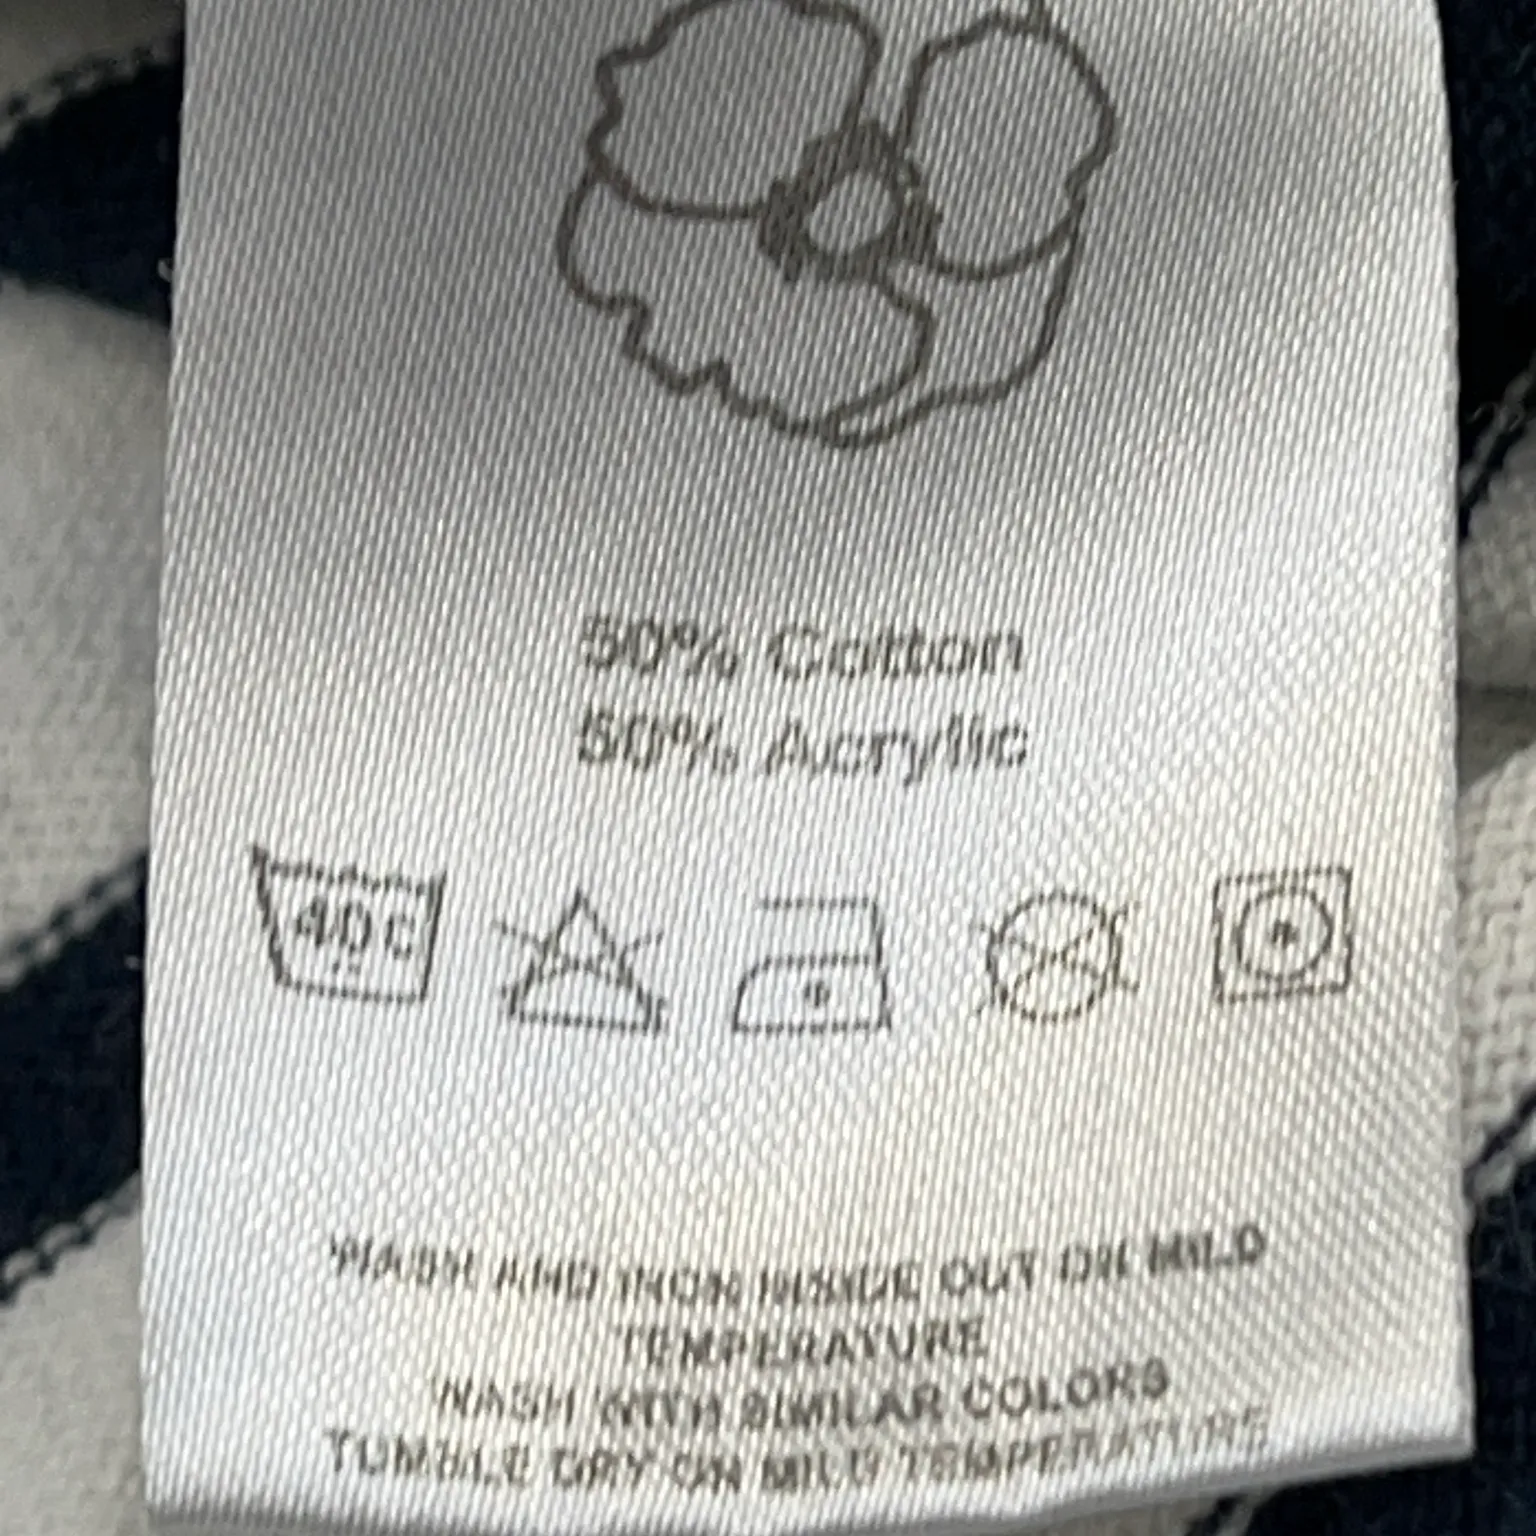 50% Cotton
50% Acrylic
40 C
WASH AND IRON INSIDE OUT ON MILD
TEMPERATURE
WASH WITH SIMILAR COLORS
TUMBLE DRY ON MILD TEMPERATURE